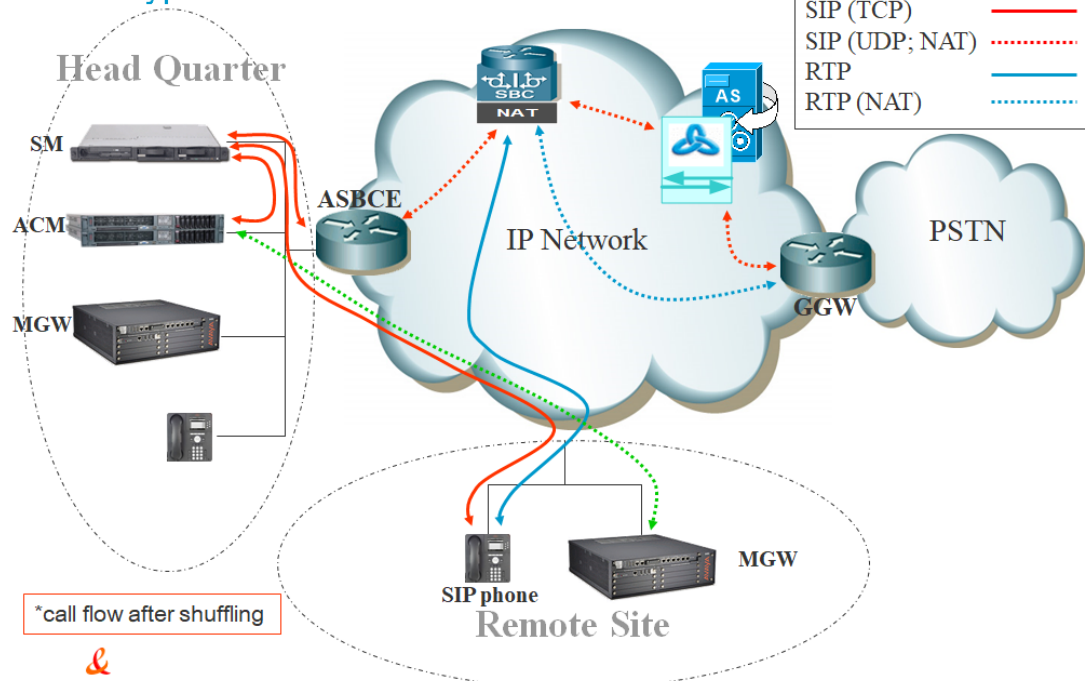 SIP (TCP)
SIP (UDP; NAT)
RTP
RTP (NAT)
Head Quarter
SBC
NAT
AS
SM
ASBCE
ACM
IP Network
PSTN
GGW
MGW
SIP phone
MGW
Remote Site
*call flow after shuffling
&